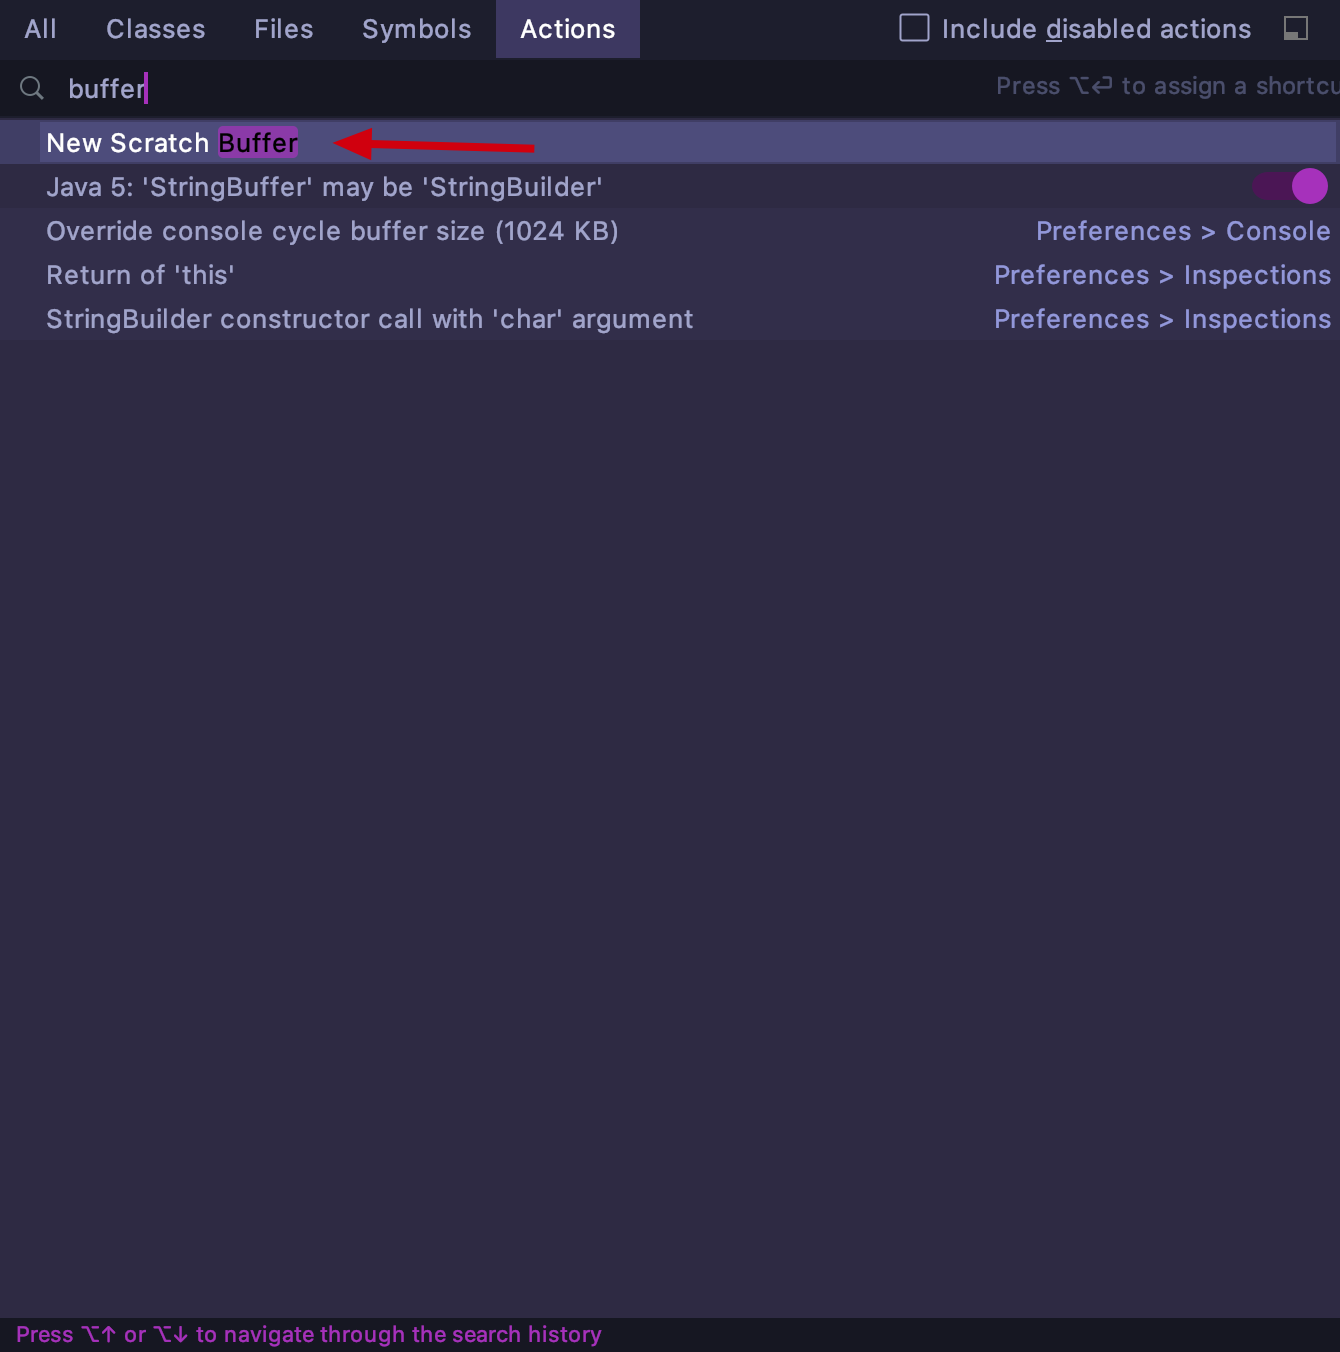 All Classes Files Symbols Actions Include disabled actions
buffer Press ⌥↩ to assign a
New Scratch Buffer
Java 5: 'StringBuffer' may be 'StringBuilder'
Override console cycle buffer size (1024 KB) Preferences > Console
Return of 'this' Preferences > Inspections
StringBuilder constructor call with 'char' argument Preferences > Inspections
Press ⌥↑ or ⌥↓ to navigate through the search history